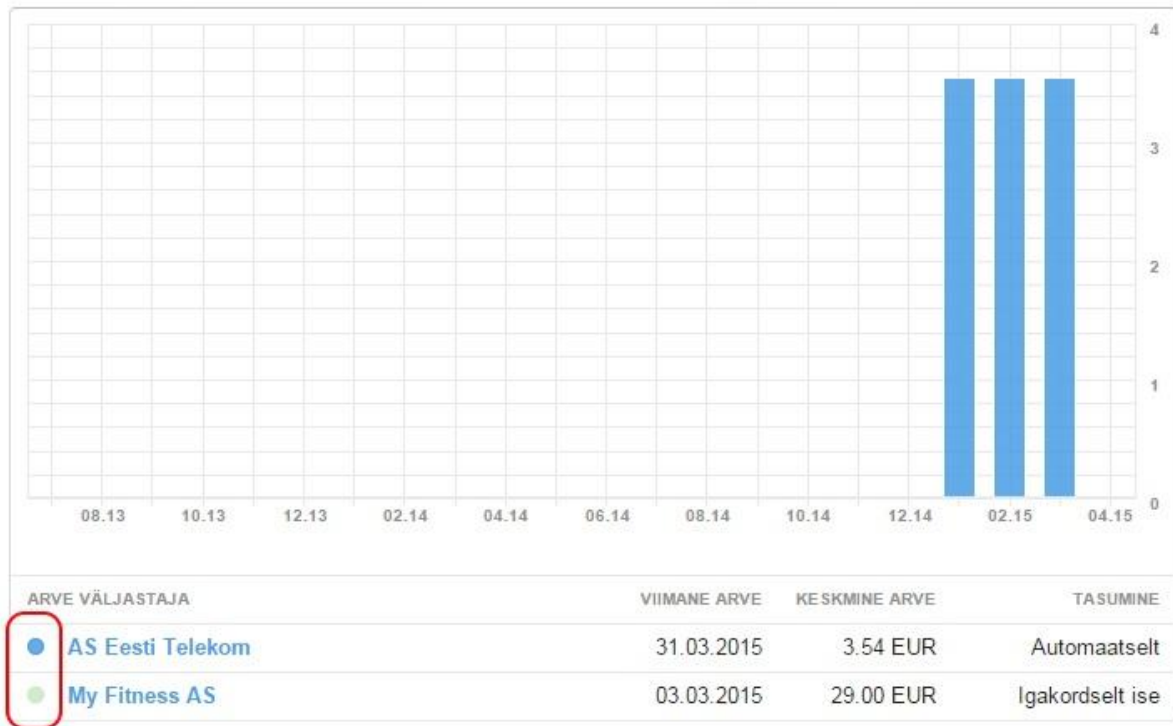 4
3
2
1
0
08.13 10.13 12.13 02.14 04.14 06.14 08.14 10.14 12.14 02.15 04.15
ARVE VÄLJASTAJA VIIMANE ARVE KESKMINE ARVE TASUMINE
AS Eesti Telekom 31.03.2015 3.54 EUR Automaatselt
My Fitness AS 03.03.2015 29.00 EUR Igakordselt ise